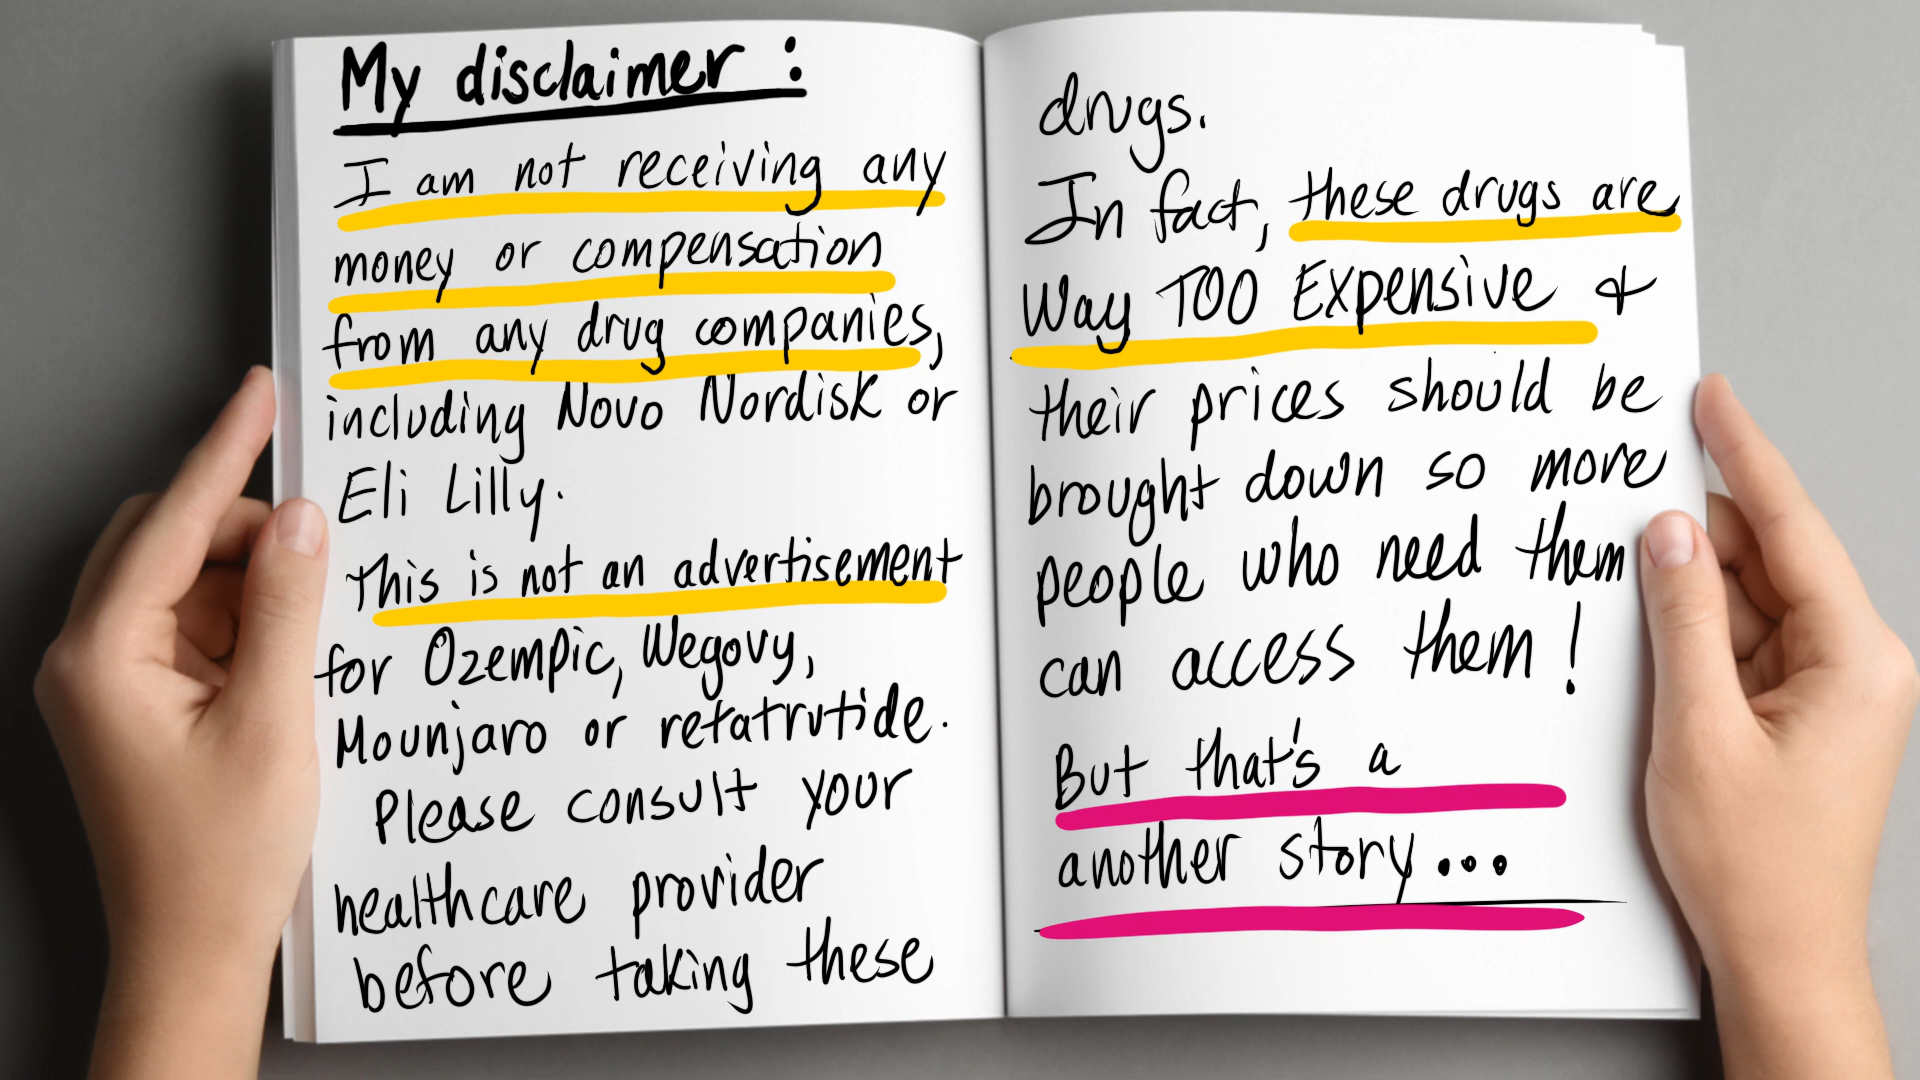 My disclaimer :
I am not receiving any
money or compensation
from any drug companies,
including Novo Nordisk or
Eli Lilly.
This is not an advertisement
for Ozempic, Wegovy,
Mounjaro or retatrutide.
Please consult your
healthcare provider
before taking these
drugs.
In fact, these drugs are
Way TOO Expensive &
their prices should be
brought down so more
people who need them
can access them!
But that's a
another story...